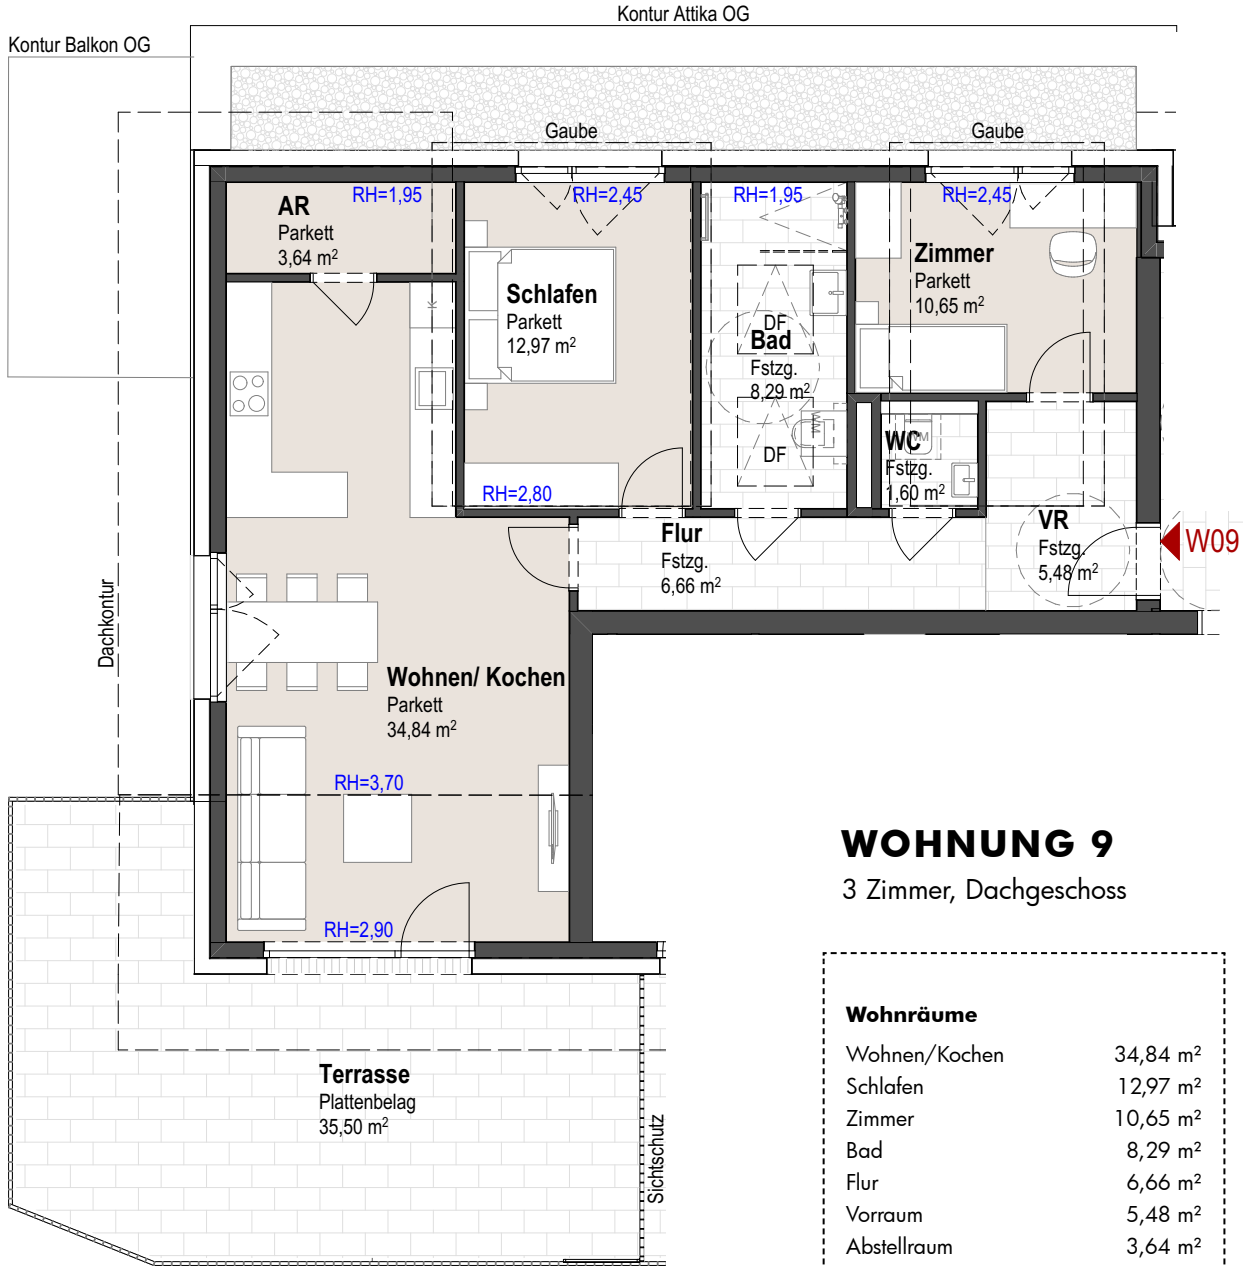 Kontur Attika OG
Kontur Balkon OG
Gaube
Gaube
RH=1,95
RH=2,45
RH=1,95
RH=2,45
AR
Parkett
3,64 m²
Schlafen
Parkett
12,97 m²
Zimmer
Parkett
10,65 m²
DF
Bad
Fstzg.
8,29 m²
WM
DF
WC
WM
Fstzg.
1,60 m²
RH=2,80
Flur
Fstzg.
6,66 m²
VR
Fstzg.
5,48 m²
W09
Dachkontur
Wohnen/ Kochen
Parkett
34,84 m²
RH=3,70
RH=2,90
Terrasse
Plattenbelag
35,50 m²
Sichtschutz
WOHNUNG 9
3 Zimmer, Dachgeschoss
Wohnräume
Wohnen/Kochen 34,84 m²
Schlafen 12,97 m²
Zimmer 10,65 m²
Bad 8,29 m²
Flur 6,66 m²
Vorraum 5,48 m²
Abstellraum 3,64 m²